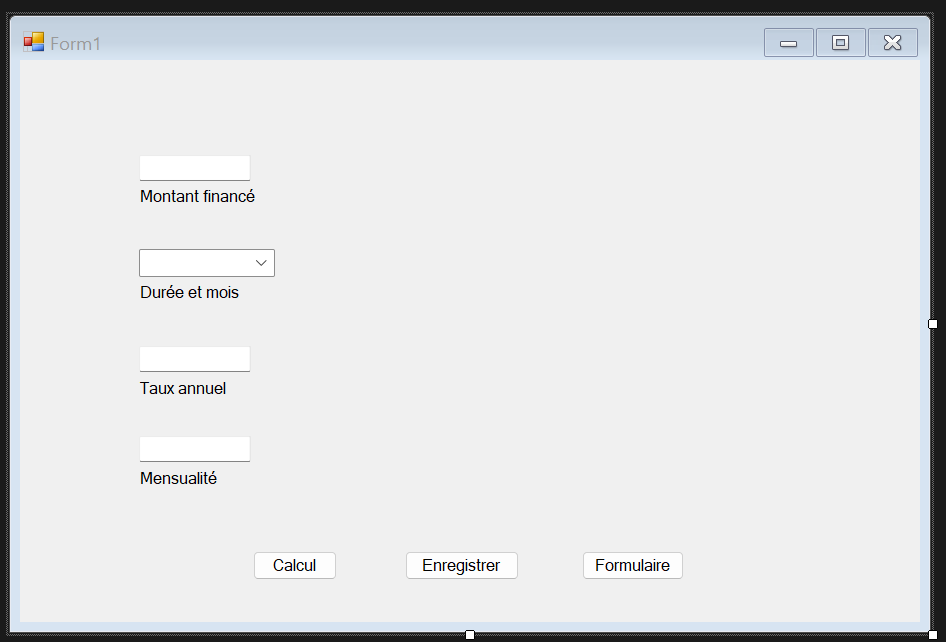 Form1
Montant financé
Durée et mois
Taux annuel
Mensualité
Calcul Enregistrer Formulaire